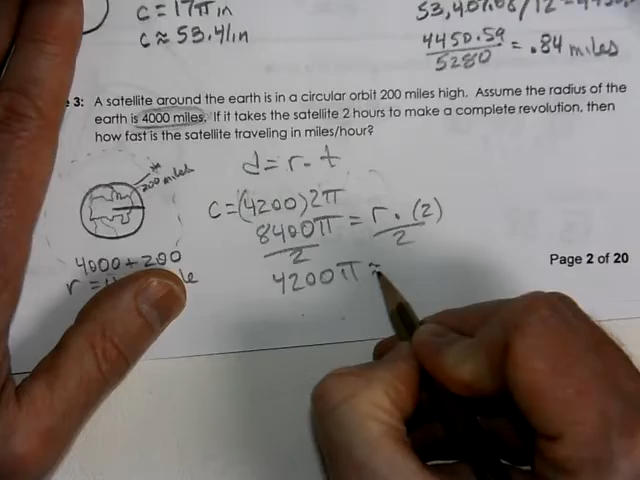 C = 17π in
C ≈ 53.41in
4450.59
5280
= .84 miles
3: A satellite around the earth is in a circular orbit 200 miles high. Assume the radius of the
earth is 4000 miles. If it takes the satellite 2 hours to make a complete revolution, then
how fast is the satellite traveling in miles/hour?
d = r · t
200 miles
C = (4200)2π
8400π = r · (2)
2 2
4000 + 200
r =
4200π ≈
Page 2 of 20